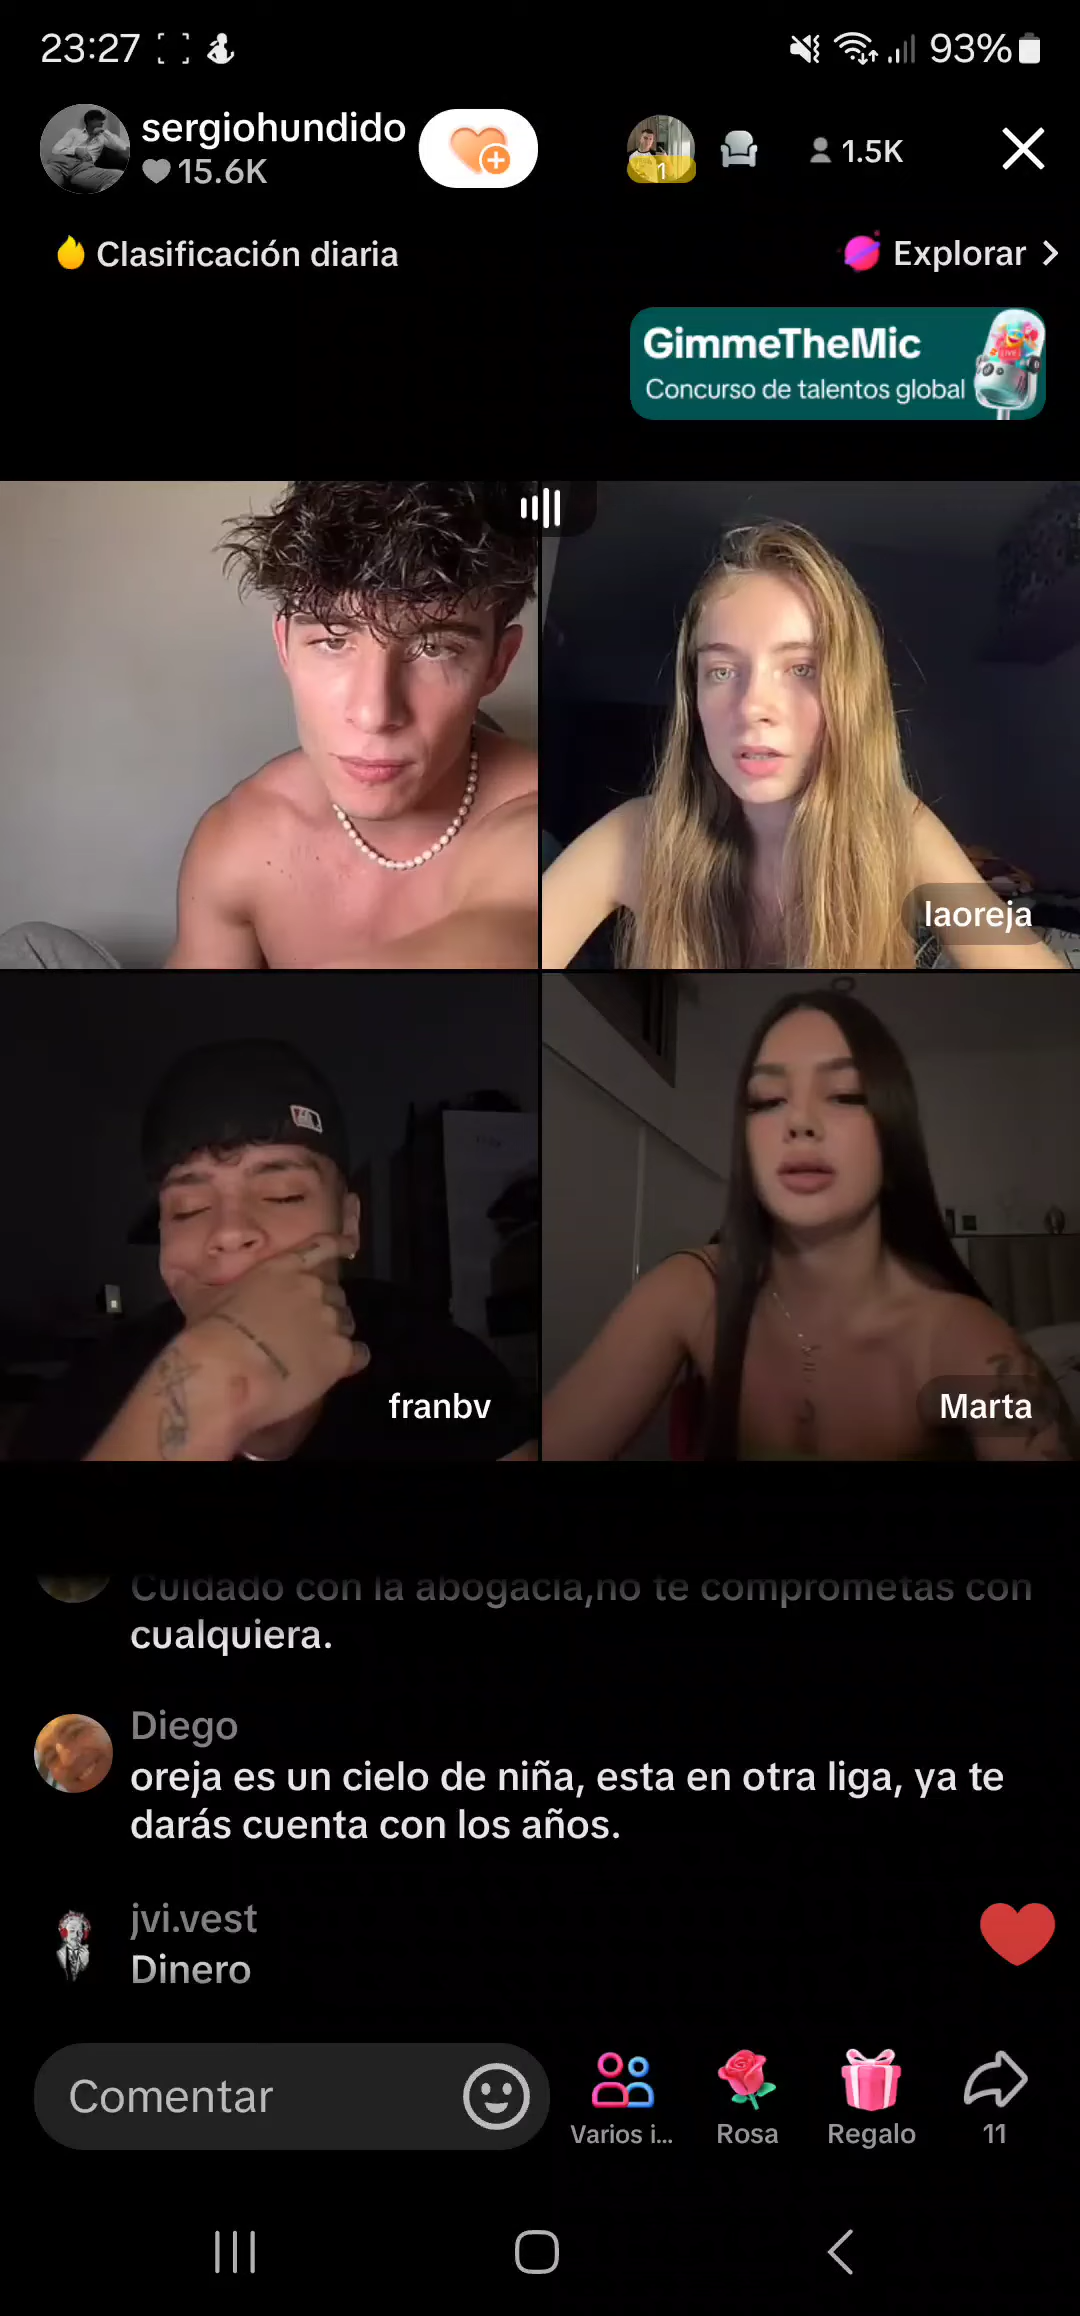 23:27
93%
sergiohundido
15.6K
1
1.5K
Clasificación diaria
Explorar
GimmeTheMic
Concurso de talentos global
LIVE
laoreja
franbv
Marta
Cuidado con la abogacia,no te comprometas con
cualquiera.
Diego
oreja es un cielo de niña, esta en otra liga, ya te
darás cuenta con los años.
jvi.vest
Dinero
Comentar
Varios i...
Rosa
Regalo
11